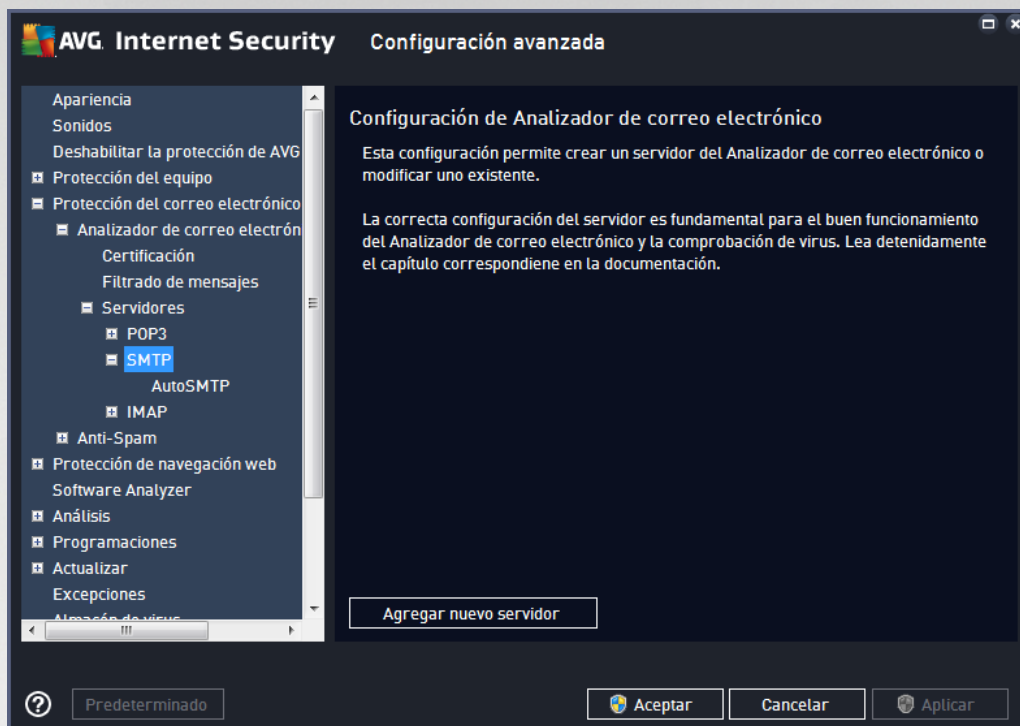 AVG. Internet Security Configuración avanzada
Apariencia
Sonidos
Deshabilitar la protección de AVG
Protección del equipo
Protección del correo electrónico
Analizador de correo electrón
Certificación
Filtrado de mensajes
Servidores
POP3
SMTP
AutoSMTP
IMAP
Anti-Spam
Protección de navegación web
Software Analyzer
Análisis
Programaciones
Actualizar
Excepciones
Almacén de virus
Configuración de Analizador de correo electrónico
Esta configuración permite crear un servidor del Analizador de correo electrónico o
modificar uno existente.
La correcta configuración del servidor es fundamental para el buen funcionamiento
del Analizador de correo electrónico y la comprobación de virus. Lea detenidamente
el capítulo correspondiene en la documentación.
Agregar nuevo servidor
Predeterminado
Aceptar
Cancelar
Aplicar